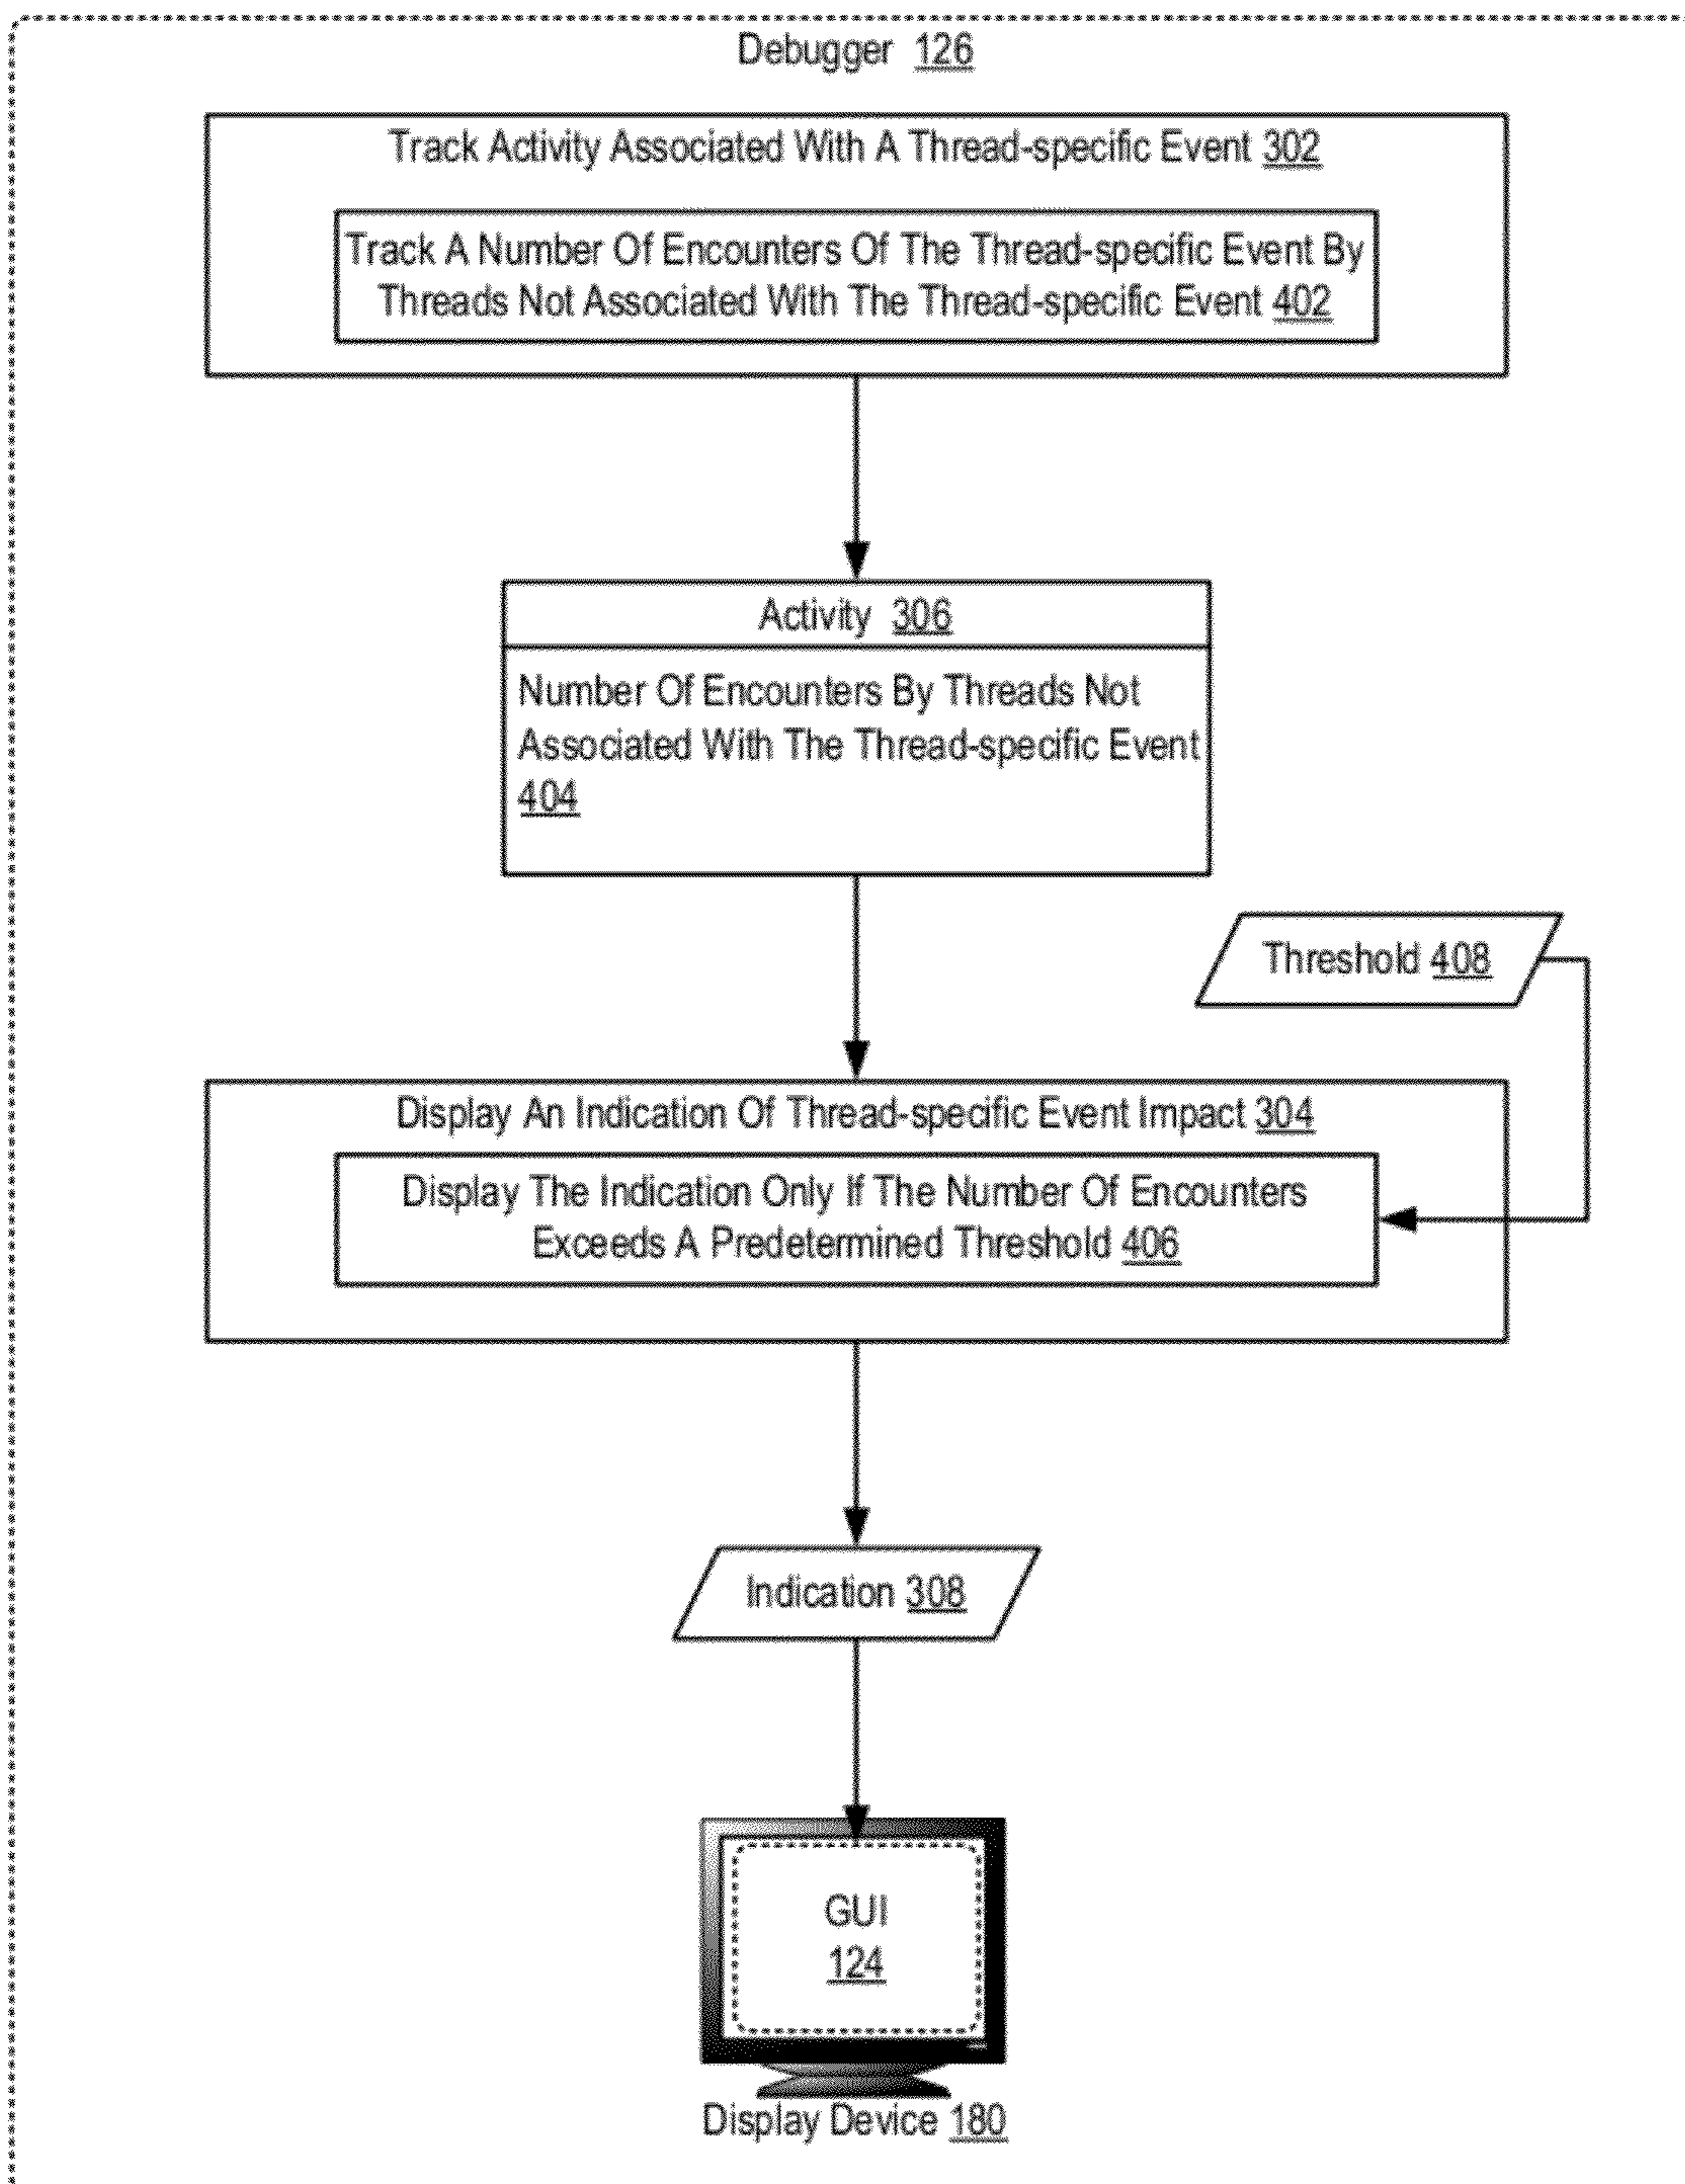 Debugger 126
Track Activity Associated With A Thread-specific Event 302
Track A Number Of Encounters Of The Thread-specific Event By
Threads Not Associated With The Thread-specific Event 402
Activity 306
Number Of Encounters By Threads Not
Associated With The Thread-specific Event
404
Threshold 408
Display An Indication Of Thread-specific Event Impact 304
Display The Indication Only If The Number Of Encounters
Exceeds A Predetermined Threshold 406
Indication 308
GUI
124
Display Device 180